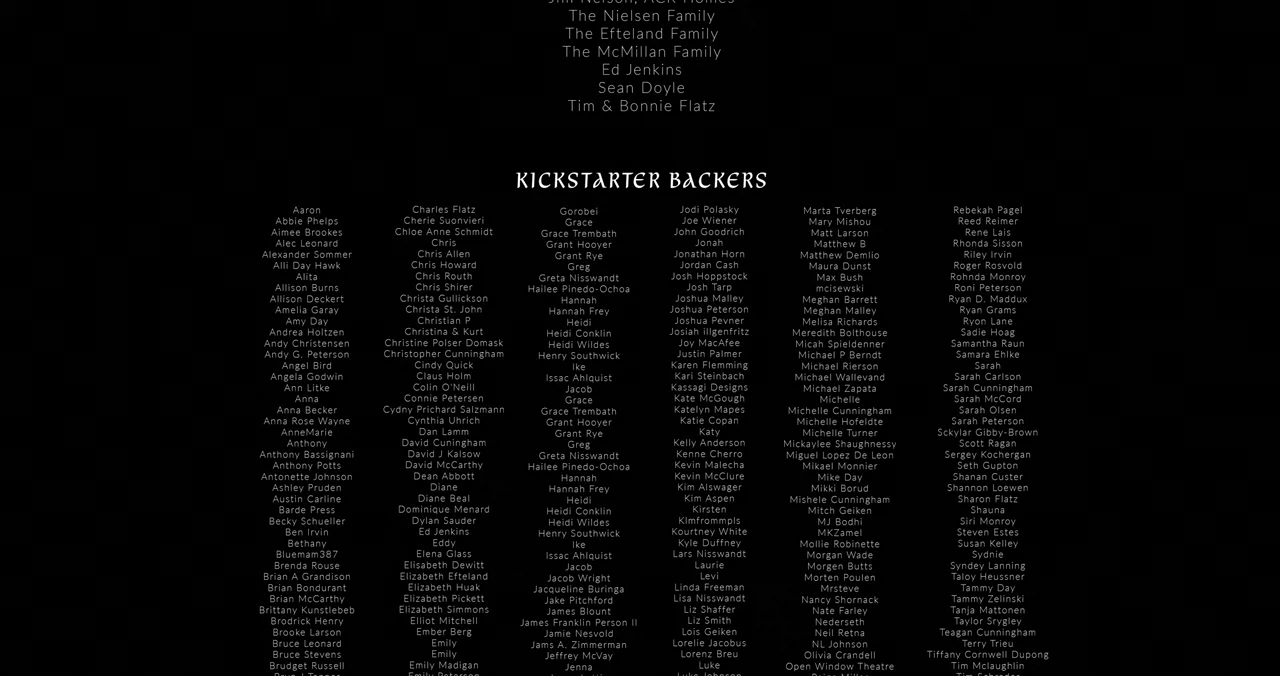 The Nielsen Family
The Efteland Family
The McMillan Family
Ed Jenkins
Sean Doyle
Tim & Bonnie Flatz
KICKSTARTER BACKERS
Aaron
Abbie Phelps
Aimee Brookes
Alec Leonard
Alexander Sommer
Alli Day Hawk
Alita
Allison Burns
Allison Deckert
Amelia Garay
Amy Day
Andrea Holtzen
Andy Christensen
Andy G. Peterson
Angel Bird
Angela Godwin
Ann Litke
Anna
Anna Becker
Anna Rose Wayne
AnneMarie
Anthony
Anthony Bassignani
Anthony Potts
Antonette Johnson
Ashley Pruden
Austin Carline
Barde Press
Becky Schueller
Ben Irvin
Bethany
Bluemam387
Brenda Rouse
Brian A Grandison
Brian Bondurant
Brian McCarthy
Brittany Kunstlebeb
Brodrick Henry
Brooke Larson
Bruce Leonard
Bruce Stevens
Brudget Russell
Charles Flatz
Cherie Suonvieri
Chloe Anne Schmidt
Chris
Chris Allen
Chris Howard
Chris Routh
Chris Shirer
Christa Gullickson
Christa St. John
Christian P
Christina & Kurt
Christine Polser Domask
Christopher Cunningham
Cindy Quick
Claus Holm
Colin O'Neill
Connie Petersen
Cydny Prichard Salzmann
Cynthia Uhrich
Dan Lamm
David Cuningham
David J Kalsow
David McCarthy
Dean Abbott
Diane
Diane Beal
Dominique Menard
Dylan Sauder
Ed Jenkins
Eddy
Elena Glass
Elisabeth Dewitt
Elizabeth Efteland
Elizabeth Huak
Elizabeth Pickett
Elizabeth Simmons
Elliot Mitchell
Ember Berg
Emily
Emily
Emily Madigan
Gorobei
Grace
Grace Trembath
Grant Hooyer
Grant Rye
Greg
Greta Nisswandt
Hailee Pinedo-Ochoa
Hannah
Hannah Frey
Heidi
Heidi Conklin
Heidi Wildes
Henry Southwick
Ike
Issac Ahlquist
Jacob
Grace
Grace Trembath
Grant Hooyer
Grant Rye
Greg
Greta Nisswandt
Hailee Pinedo-Ochoa
Hannah
Hannah Frey
Heidi
Heidi Conklin
Heidi Wildes
Henry Southwick
Ike
Issac Ahlquist
Jacob
Jacob Wright
Jacqueline Buringa
Jake Pitchford
James Blount
James Franklin Person II
Jamie Nesvold
Jams A. Zimmerman
Jeffrey McVay
Jenna
Jodi Polasky
Joe Wiener
John Goodrich
Jonah
Jonathan Horn
Jordan Cash
Josh Hoppstock
Josh Tarp
Joshua Malley
Joshua Peterson
Joshua Pevner
Josiah illgenfritz
Joy MacAfee
Justin Palmer
Karen Flemming
Kari Steinbach
Kassagi Designs
Kate McGough
Katelyn Mapes
Katie Copan
Katy
Kelly Anderson
Kenne Cherro
Kevin Malecha
Kevin McClure
Kim Alswager
Kim Aspen
Kirsten
Klmfrommpls
Kourtney White
Kyle Duffney
Lars Nisswandt
Laurie
Levi
Linda Freeman
Lisa Nisswandt
Liz Shaffer
Liz Smith
Lois Geiken
Lorelie Jacobus
Lorenz Breu
Luke
Marta Tverberg
Mary Mishou
Matt Larson
Matthew B
Matthew Demlio
Maura Dunst
Max Bush
mcisewski
Meghan Barrett
Meghan Malley
Melisa Richards
Meredith Bolthouse
Micah Spieldenner
Michael P Berndt
Michael Rierson
Michael Wallevand
Michael Zapata
Michelle
Michelle Cunningham
Michelle Hofeldte
Michelle Turner
Mickaylee Shaughnessy
Miguel Lopez De Leon
Mikael Monnier
Mike Day
Mikki Borud
Mishele Cunningham
Mitch Geiken
MJ Bodhi
MKZamel
Mollie Robinette
Morgan Wade
Morgen Butts
Morten Poulen
Mrsteve
Nancy Shornack
Nate Farley
Nederseth
Neil Retna
NL Johnson
Olivia Crandell
Open Window Theatre
Rebekah Pagel
Reed Reimer
Rene Lais
Rhonda Sisson
Riley Irvin
Roger Rosvold
Rohnda Monroy
Roni Peterson
Ryan D. Maddux
Ryan Grams
Ryon Lane
Sadie Hoag
Samantha Raun
Samara Ehlke
Sarah
Sarah Carlson
Sarah Cunningham
Sarah McCord
Sarah Olsen
Sarah Peterson
Sckylar Gibby-Brown
Scott Ragan
Sergey Kochergan
Seth Gupton
Shanan Custer
Shannon Loewen
Sharon Flatz
Shauna
Siri Monroy
Steven Estes
Susan Kelley
Sydnie
Syndey Lanning
Taloy Heussner
Tammy Day
Tammy Zelinski
Tanja Mattonen
Taylor Srygley
Teagan Cunningham
Terry Trieu
Tiffany Cornwell Dupong
Tim Mclaughlin